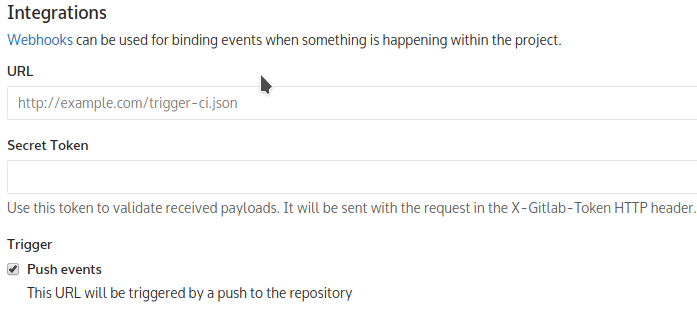 Integrations
Webhooks can be used for binding events when something is happening within the project.
URL
http://example.com/trigger-ci.json
Secret Token
Use this token to validate received payloads. It will be sent with the request in the X-Gitlab-Token HTTP header.
Trigger
Push events
This URL will be triggered by a push to the repository